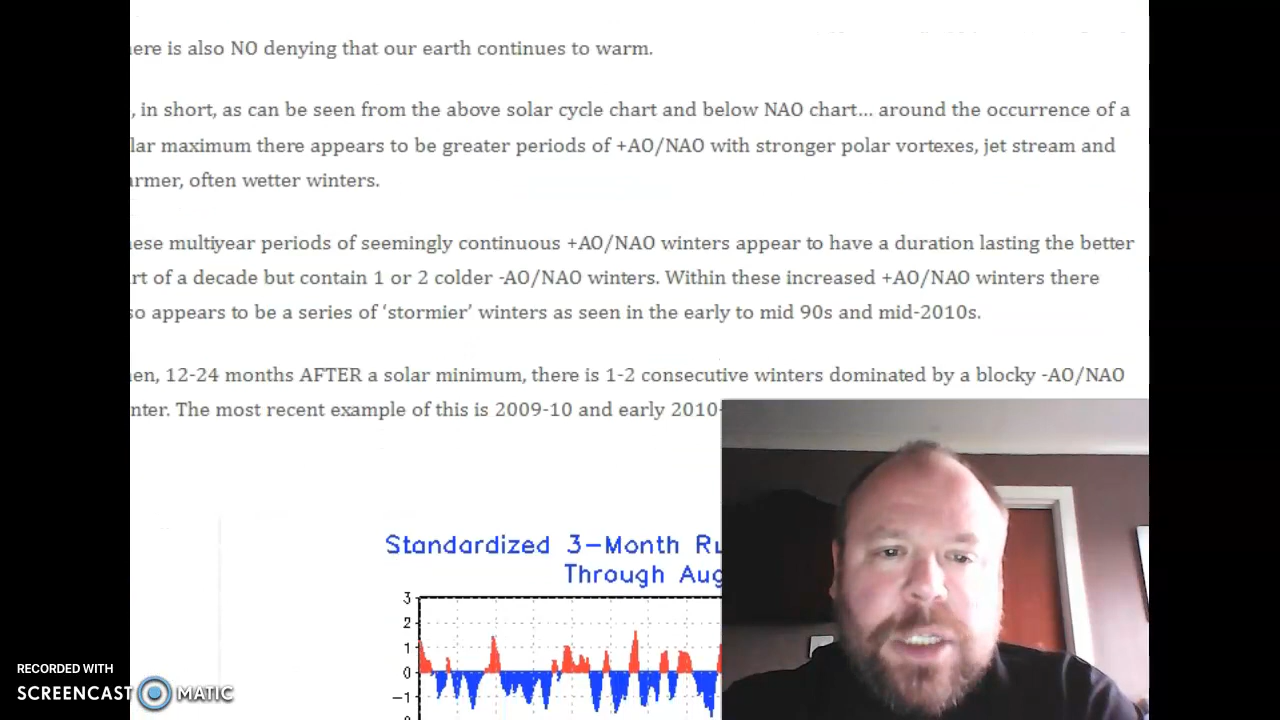 ere is also NO denying that our earth continues to warm.
, in short, as can be seen from the above solar cycle chart and below NAO chart... around the occurrence of a
lar maximum there appears to be greater periods of +AO/NAO with stronger polar vortexes, jet stream and
rmer, often wetter winters.
ese multiyear periods of seemingly continuous +AO/NAO winters appear to have a duration lasting the better
rt of a decade but contain 1 or 2 colder -AO/NAO winters. Within these increased +AO/NAO winters there
so appears to be a series of ‘stormier’ winters as seen in the early to mid 90s and mid-2010s.
en, 12-24 months AFTER a solar minimum, there is 1-2 consecutive winters dominated by a blocky -AO/NAO
nter. The most recent example of this is 2009-10 and early 2010-
Standardized 3-Month Ru
Through Aug
3
2
1
0
-1
RECORDED WITH
SCREENCAST MATIC